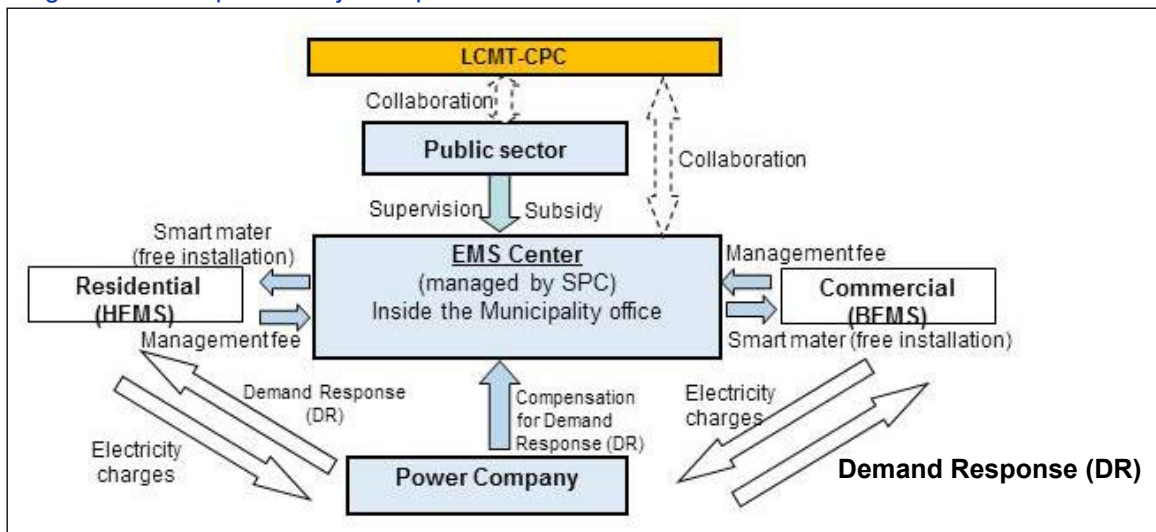 LCMT-CPC
Collaboration
Public sector
Collaboration
Supervision
Subsidy
Smart mater
(free installation)
EMS Center
(managed by SPC)
Inside the Municipality office
Management fee
Residential
(HEMS)
Commercial
(BEMS)
Management fee
Smart mater (free installation)
Demand Response
(DR)
Compensation
for Demand
Response (DR)
Electricity
charges
Electricity
charges
Power Company
Demand Response (DR)